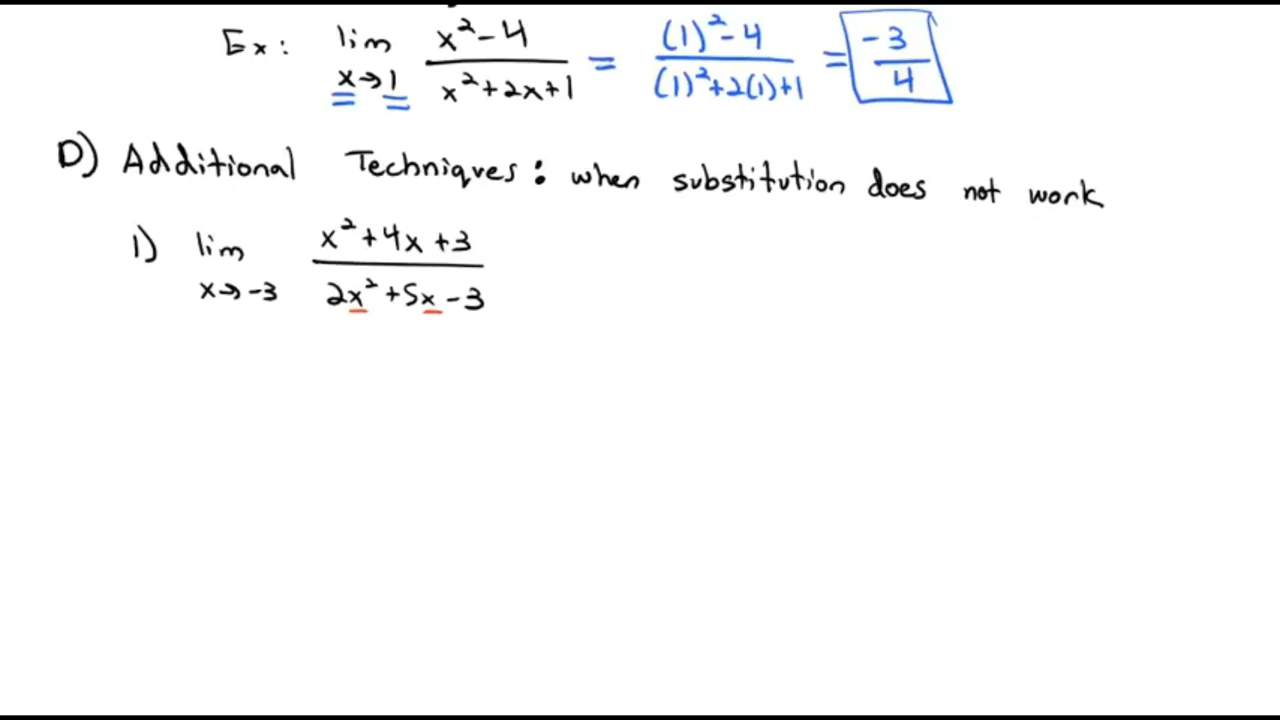 Ex: lim x→1 (x²-4)/(x²+2x+1) = ((1)²-4)/((1)²+2(1)+1) = -3/4
D) Additional Techniques: when substitution does not work
1) lim x→-3 (x²+4x+3)/(2x²+5x-3)